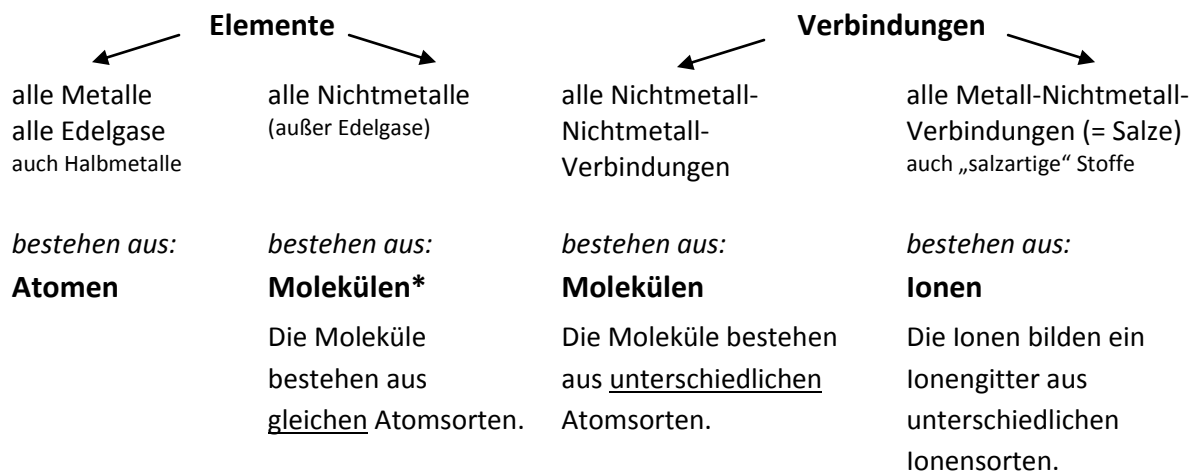 Elemente
Verbindungen
alle Metalle
alle Edelgase
auch Halbmetalle
alle Nichtmetalle
(außer Edelgase)
alle Nichtmetall-
Nichtmetall-
Verbindungen
alle Metall-Nichtmetall-
Verbindungen (= Salze)
auch „salzartige“ Stoffe
bestehen aus:
Atomen
bestehen aus:
Molekülen*
Die Moleküle
bestehen aus
gleichen Atomsorten.
bestehen aus:
Molekülen
Die Moleküle bestehen
aus unterschiedlichen
Atomsorten.
bestehen aus:
Ionen
Die Ionen bilden ein
Ionengitter aus
unterschiedlichen
Ionensorten.